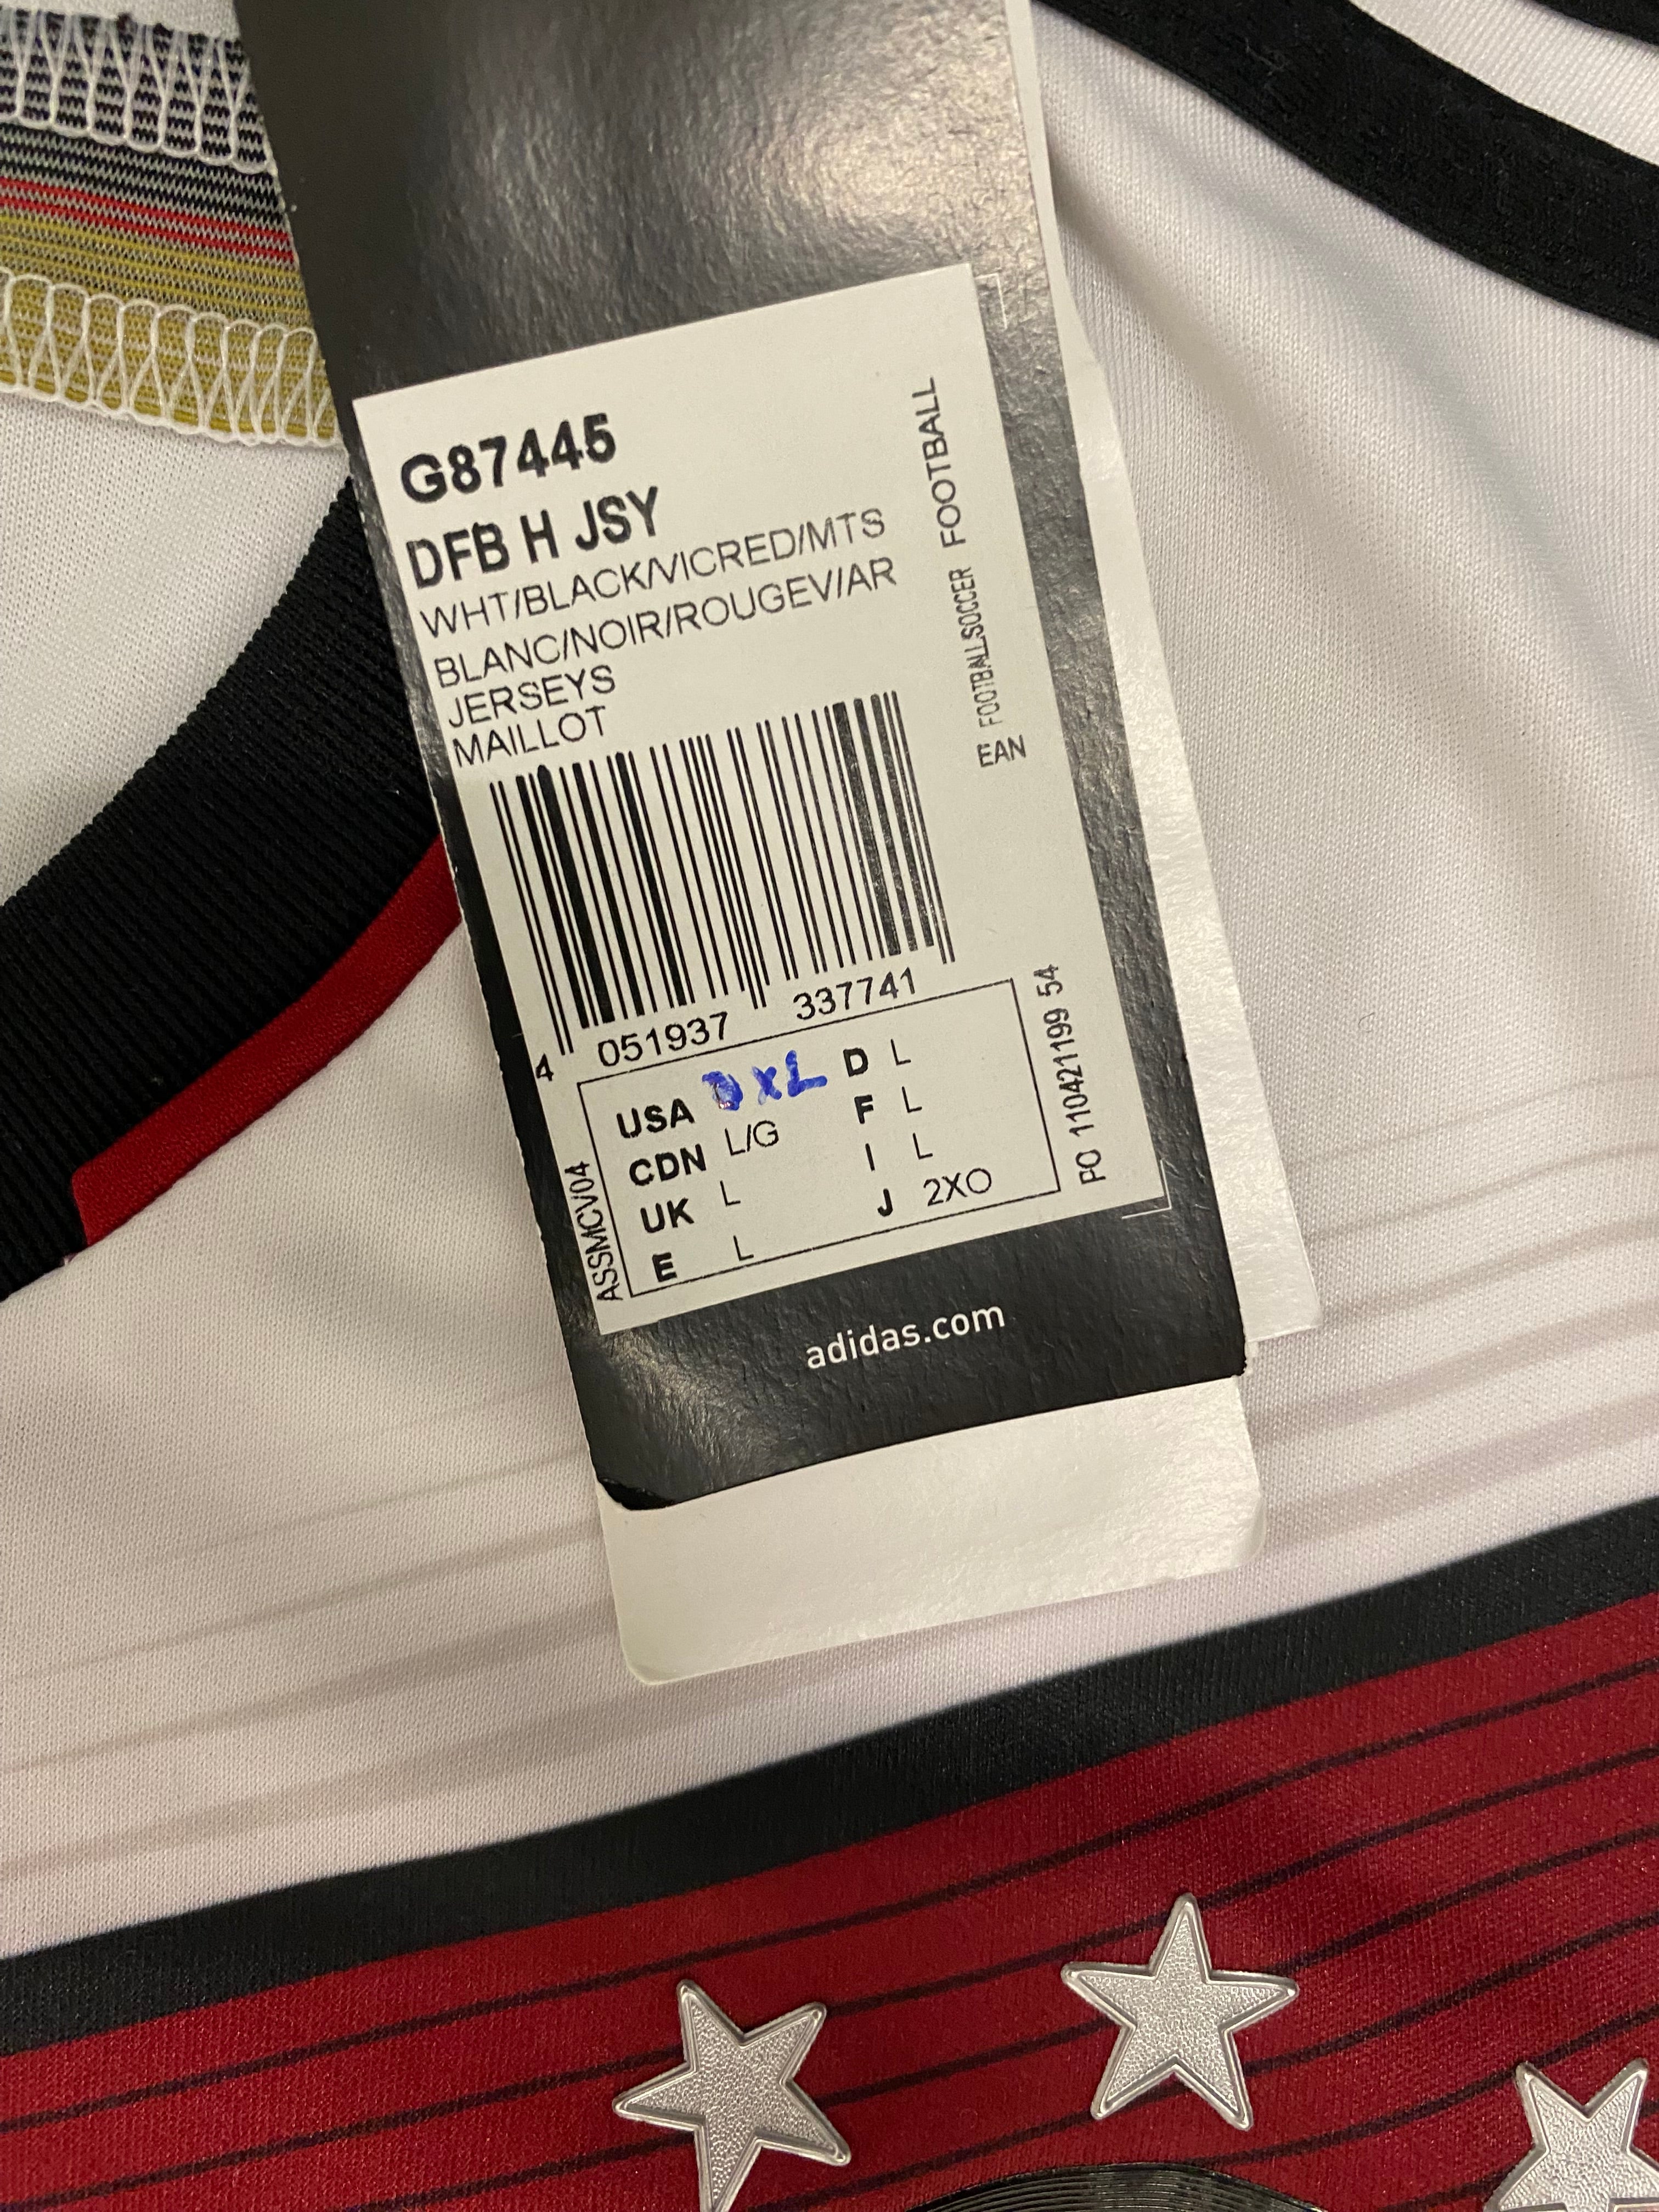 G87445
DFB H JSY
WHT/BLACK/VICRED/MTS
BLANC/NOIR/ROUGEV/AR
JERSEYS
MAILLOT
EAN FOOTBALLSOCCER FOOTBALL
4 051937 337741
USA XL D L
CDN L/G F L
UK L I L
E L J 2XO
ASSMCV04
PO 110421199 54
adidas.com